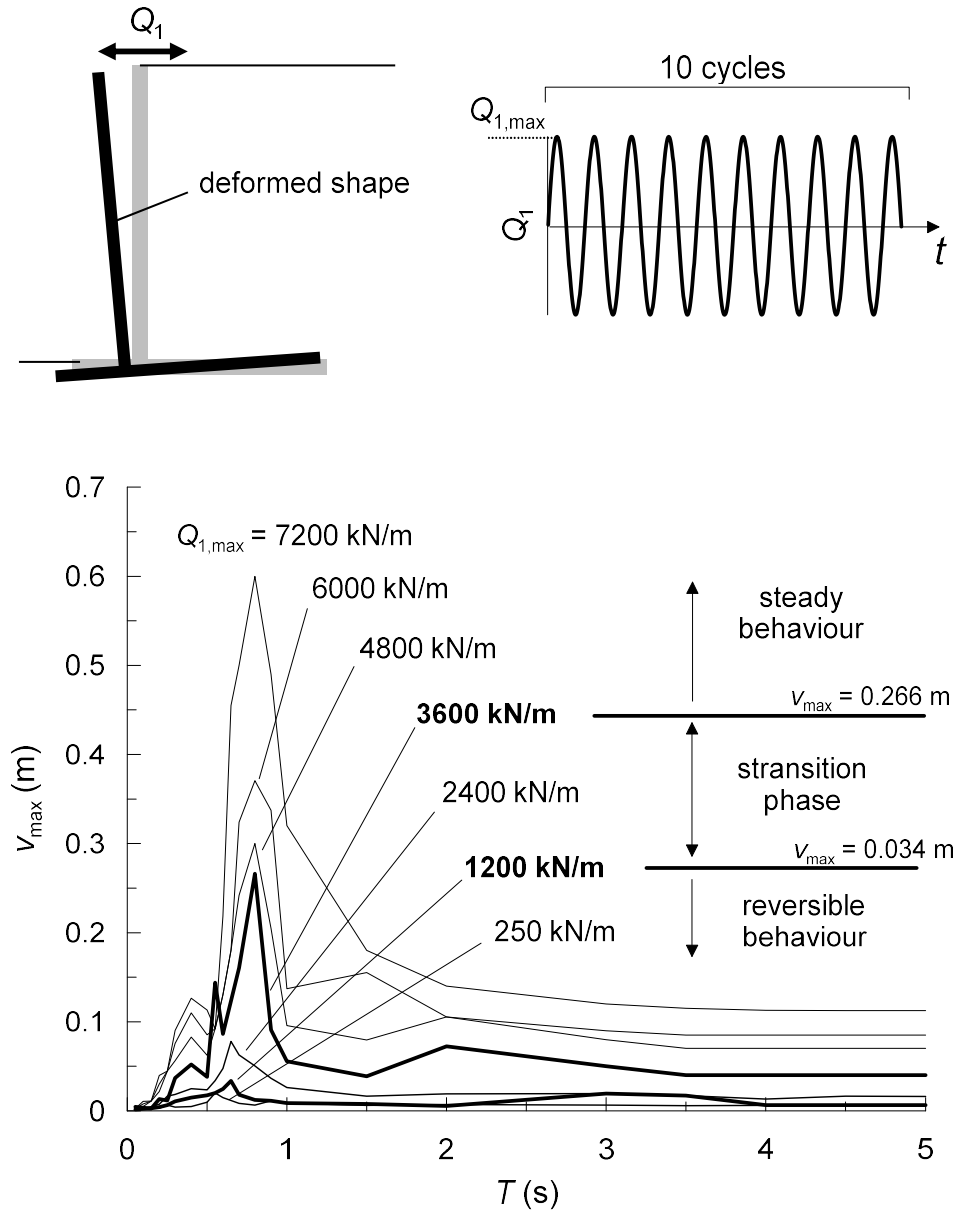 Q1
deformed shape
10 cycles
Q1,max
Q1
t
0.7
0.6
0.5
0.4
0.3
0.2
0.1
0
vmax (m)
Q1,max = 7200 kN/m
6000 kN/m
4800 kN/m
3600 kN/m
2400 kN/m
1200 kN/m
250 kN/m
steady
behaviour
vmax = 0.266 m
stransition
phase
vmax = 0.034 m
reversible
behaviour
0 1 2 3 4 5
T (s)